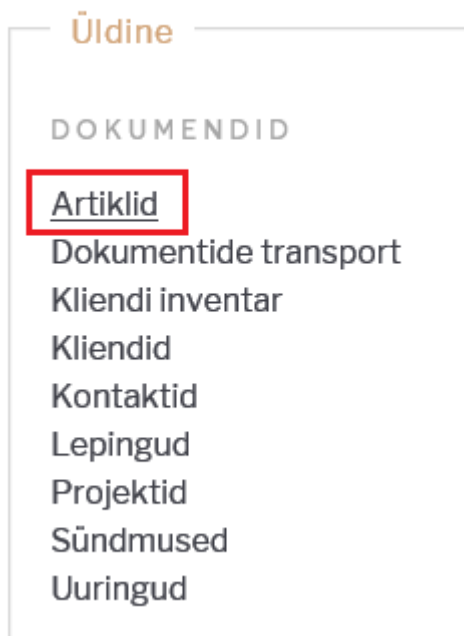 Üldine
DOKUMENDID
Artiklid
Dokumentide transport
Kliendi inventar
Kliendid
Kontaktid
Lepingud
Projektid
Sündmused
Uuringud